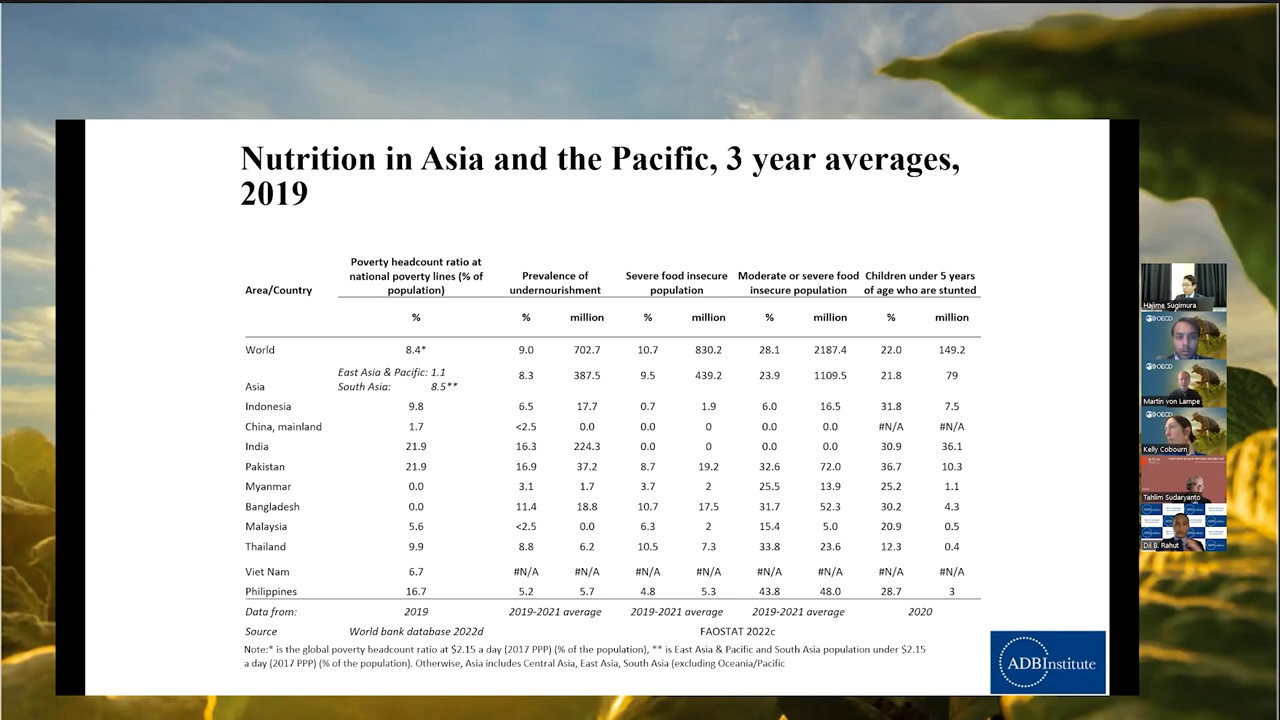 Nutrition in Asia and the Pacific, 3 year averages,
2019
Area/Country
Poverty headcount ratio at
national poverty lines (% of
population)
Prevalence of
undernourishment
Severe food insecure
population
Moderate or severe food
insecure population
Children under 5 years
of age who are stunted
% % million % million % million % million
World 8.4* 9.0 702.7 10.7 830.2 28.1 2187.4 22.0 149.2
Asia East Asia & Pacific: 1.1
South Asia: 8.5** 8.3 387.5 9.5 439.2 23.9 1109.5 21.8 79
Indonesia 9.8 6.5 17.7 0.7 1.9 6.0 16.5 31.8 7.5
China, mainland 1.7 <2.5 0.0 0.0 0 0.0 0.0 #N/A #N/A
India 21.9 16.3 224.3 0.0 0 0.0 0.0 30.9 36.1
Pakistan 21.9 16.9 37.2 8.7 19.2 32.6 72.0 36.7 10.3
Myanmar 0.0 3.1 1.7 3.7 2 25.5 13.9 25.2 1.1
Bangladesh 0.0 11.4 18.8 10.7 17.5 31.7 52.3 30.2 4.3
Malaysia 5.6 <2.5 0.0 6.3 2 15.4 5.0 20.9 0.5
Thailand 9.9 8.8 6.2 10.5 7.3 33.8 23.6 12.3 0.4
Viet Nam 6.7 #N/A #N/A #N/A #N/A #N/A #N/A #N/A #N/A
Philippines 16.7 5.2 5.7 4.8 5.3 43.8 48.0 28.7 3
Data from: 2019 2019-2021 average 2019-2021 average 2019-2021 average 2020
Source World bank database 2022d FAOSTAT 2022c
Note:* is the global poverty headcount ratio at $2.15 a day (2017 PPP) (% of the population), ** is East Asia & Pacific and South Asia population under $2.15
a day (2017 PPP) (% of the population). Otherwise, Asia includes Central Asia, East Asia, South Asia (excluding Oceania/Pacific
ADBInstitute
Hajime Sugimura
OECD
OECD
Martin von Lampe
OECD
Kelly Cobourn
Tahlim Sudaryanto
Dil B. Rahut